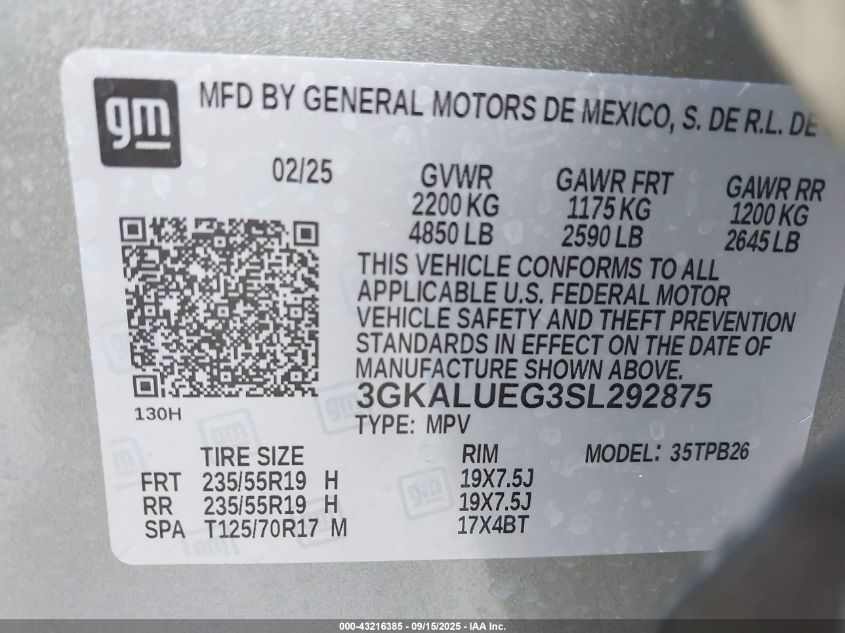 gm
MFD BY GENERAL MOTORS DE MEXICO, S. DE R.L. DE
02/25
GVWR GAWR FRT GAWR RR
2200 KG 1175 KG 1200 KG
4850 LB 2590 LB 2645 LB
THIS VEHICLE CONFORMS TO ALL
APPLICABLE U.S. FEDERAL MOTOR
VEHICLE SAFETY AND THEFT PREVENTION
STANDARDS IN EFFECT ON THE DATE OF
MANUFACTURE SHOWN ABOVE.
3GKALUEG3SL292875
130H
TYPE: MPV
TIRE SIZE RIM MODEL: 35TPB26
FRT 235/55R19 H 19X7.5J
RR 235/55R19 H 19X7.5J
SPA T125/70R17 M 17X4BT
000-43216385 - 09/15/2025 - IAA Inc.